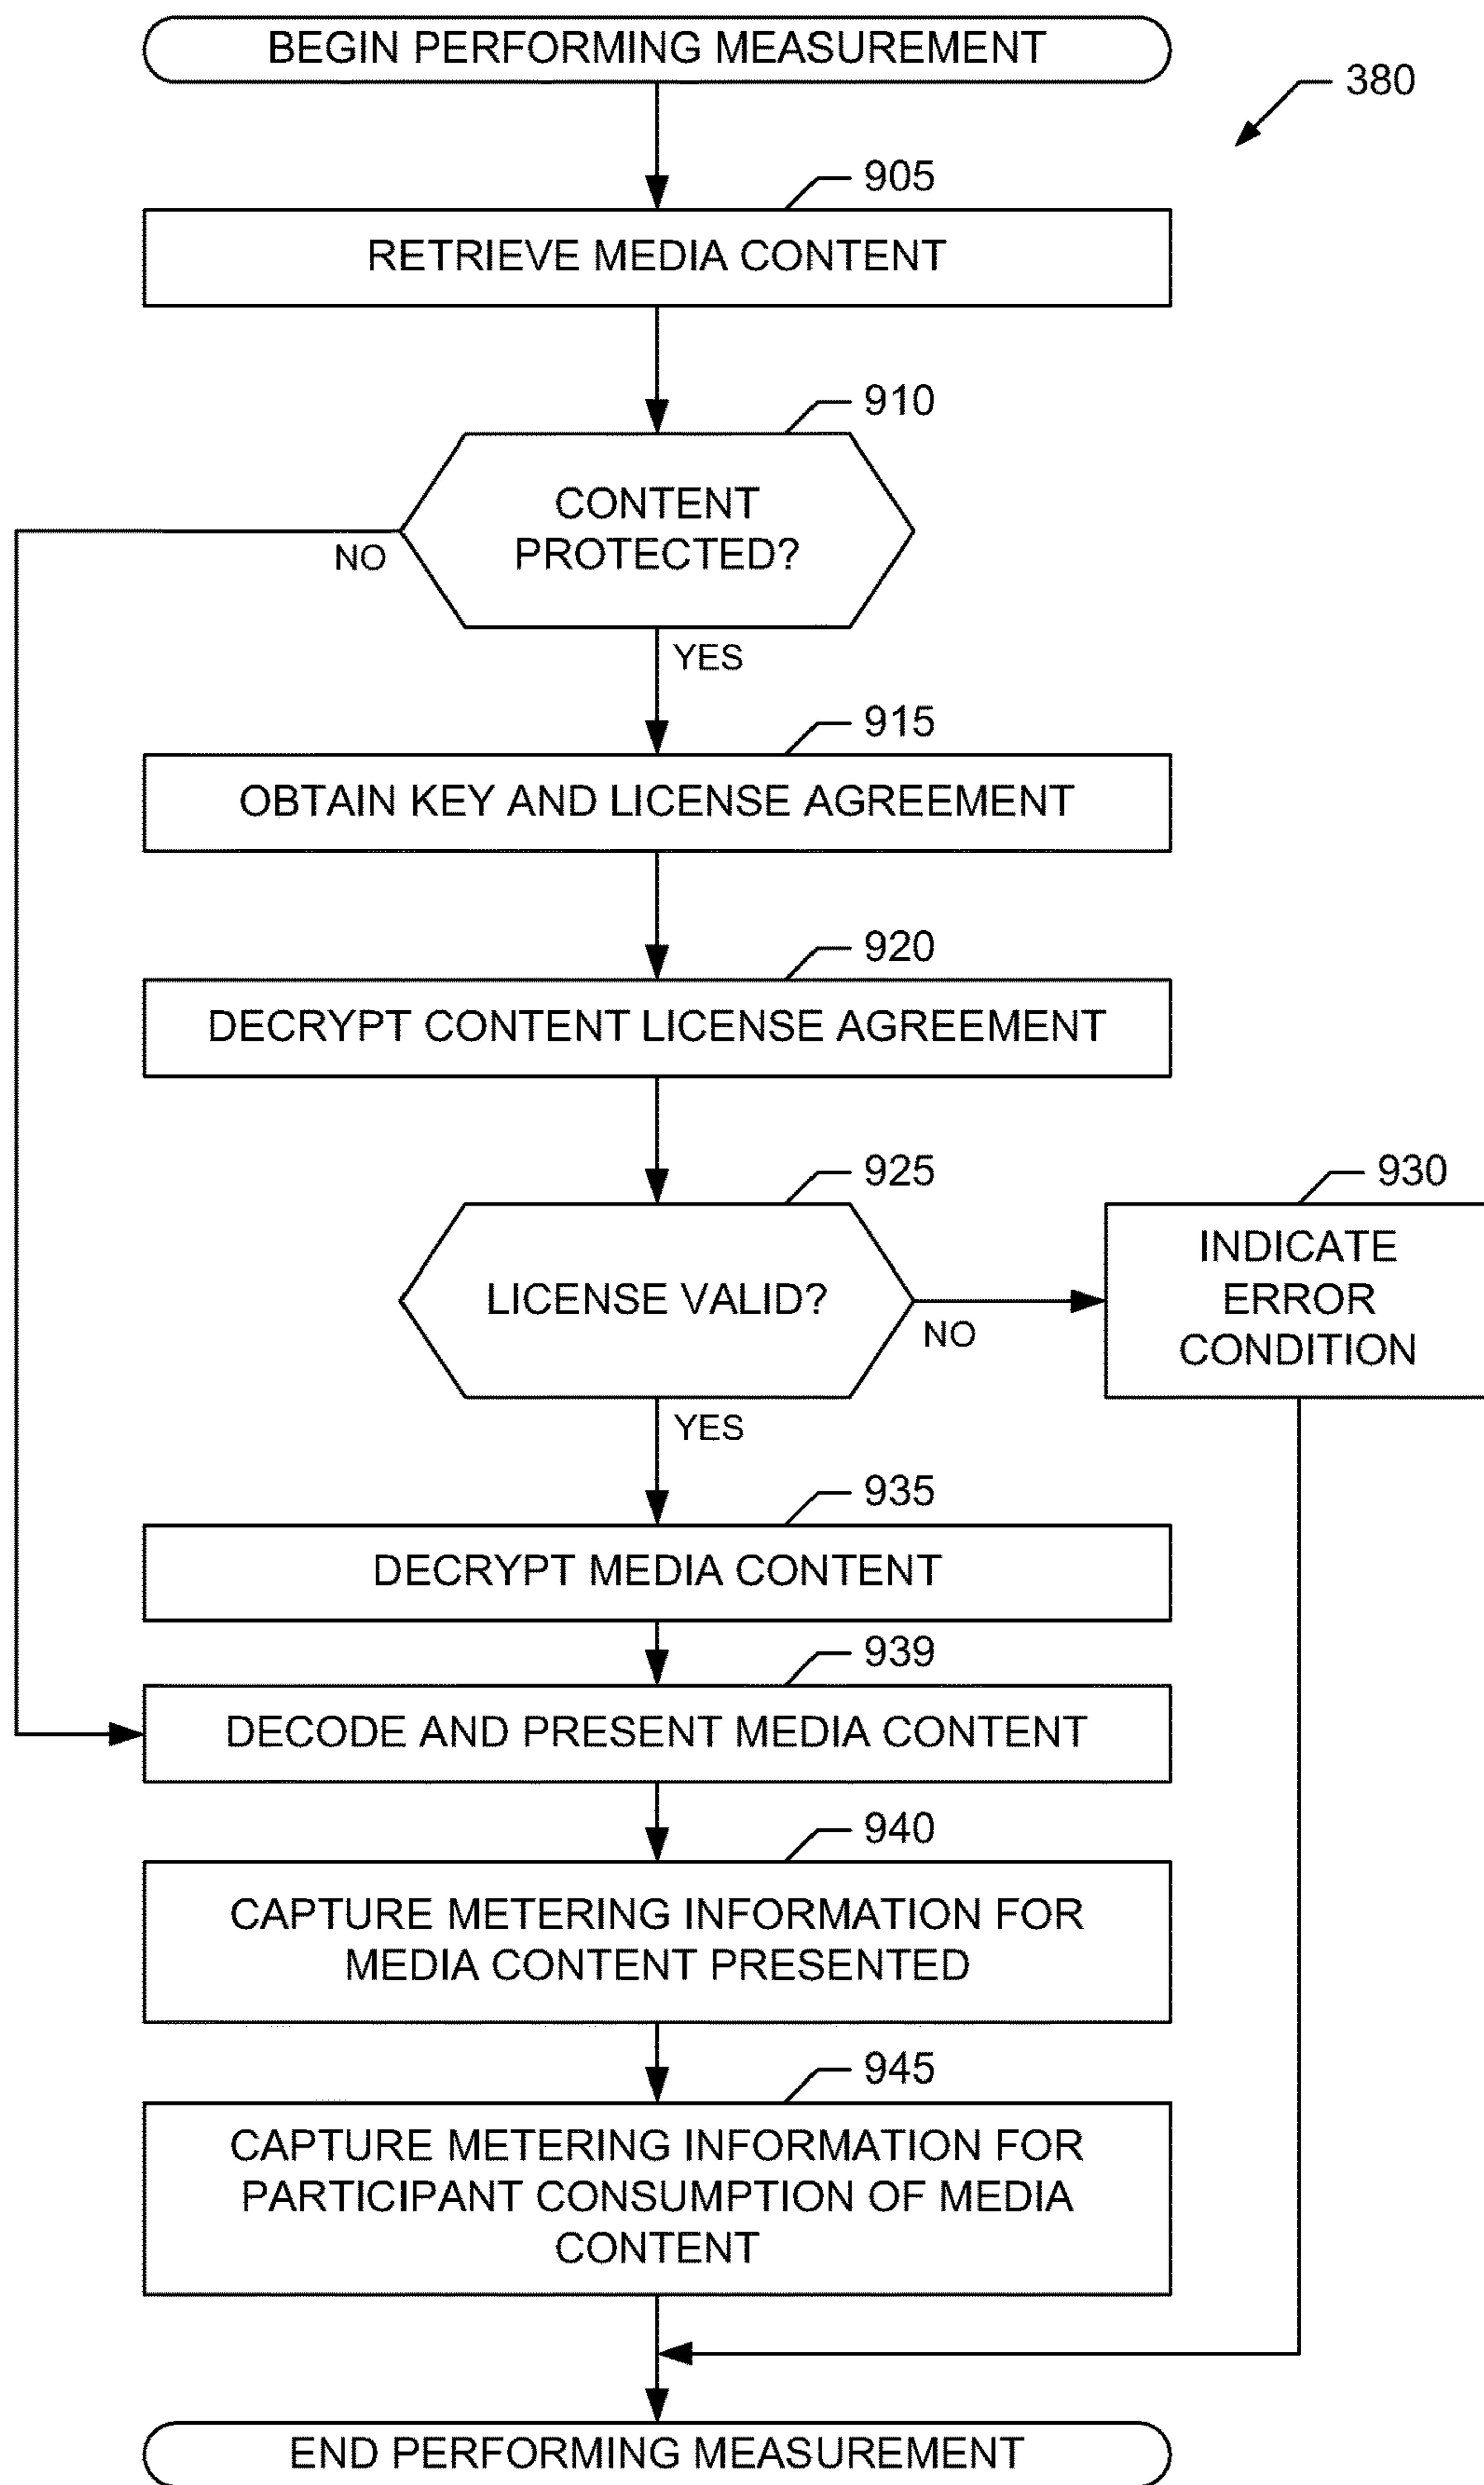 BEGIN PERFORMING MEASUREMENT
380
905
RETRIEVE MEDIA CONTENT
910
CONTENT
PROTECTED?
NO
YES
915
OBTAIN KEY AND LICENSE AGREEMENT
920
DECRYPT CONTENT LICENSE AGREEMENT
925
LICENSE VALID?
NO
YES
930
INDICATE
ERROR
CONDITION
935
DECRYPT MEDIA CONTENT
939
DECODE AND PRESENT MEDIA CONTENT
940
CAPTURE METERING INFORMATION FOR
MEDIA CONTENT PRESENTED
945
CAPTURE METERING INFORMATION FOR
PARTICIPANT CONSUMPTION OF MEDIA
CONTENT
END PERFORMING MEASUREMENT